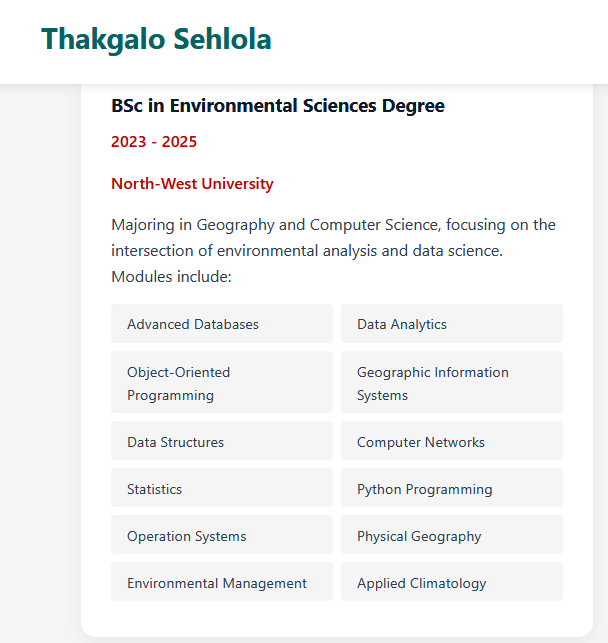 Thakgalo Sehlola
BSc in Environmental Sciences Degree
2023 - 2025
North-West University
Majoring in Geography and Computer Science, focusing on the
intersection of environmental analysis and data science.
Modules include:
Advanced Databases
Data Analytics
Object-Oriented
Programming
Geographic Information
Systems
Data Structures
Computer Networks
Statistics
Python Programming
Operation Systems
Physical Geography
Environmental Management
Applied Climatology